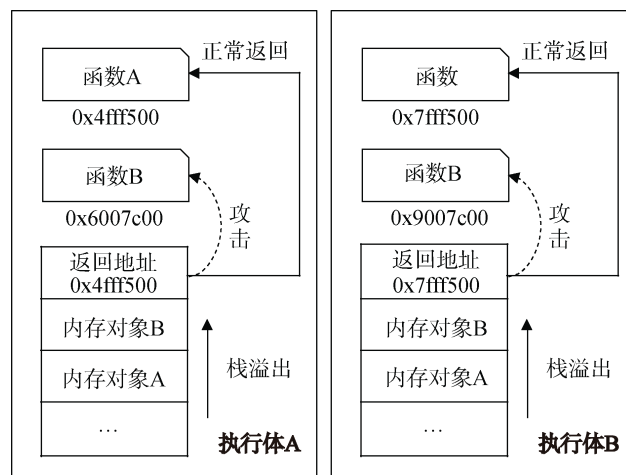 正常返回
函数A
0x4fff500
函数B
0x6007c00
攻
击
返回地址
0x4fff500
内存对象B
内存对象A
栈溢出
…
执行体A
正常返回
函数
0x7fff500
函数B
0x9007c00
攻
击
返回地址
0x7fff500
内存对象B
内存对象A
栈溢出
…
执行体B